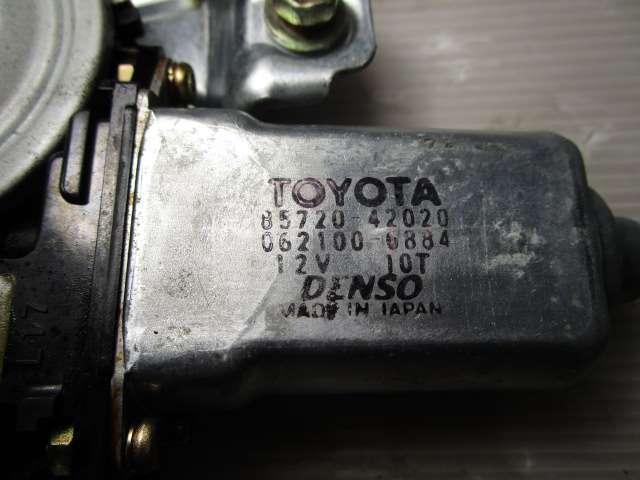 TOYOTA
85720-42020
062100-0884
12V 10T
DENSO
MADE IN JAPAN